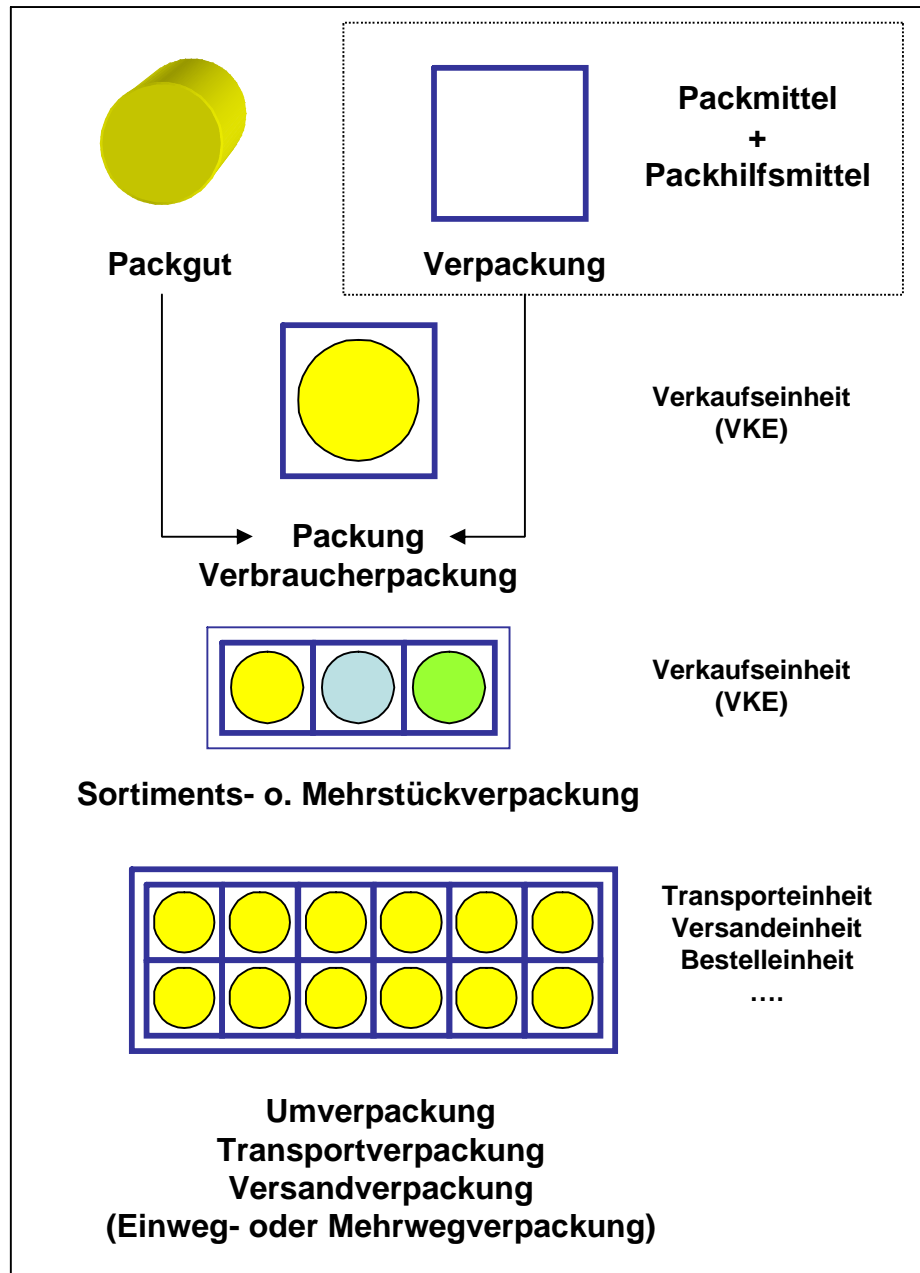 Packmittel
+
Packhilfsmittel
Packgut
Verpackung
Verkaufseinheit
(VKE)
Packung
Verbraucherpackung
Verkaufseinheit
(VKE)
Sortiments- o. Mehrstückverpackung
Transporteinheit
Versandeinheit
Bestelleinheit
….
Umverpackung
Transportverpackung
Versandverpackung
(Einweg- oder Mehrwegverpackung)